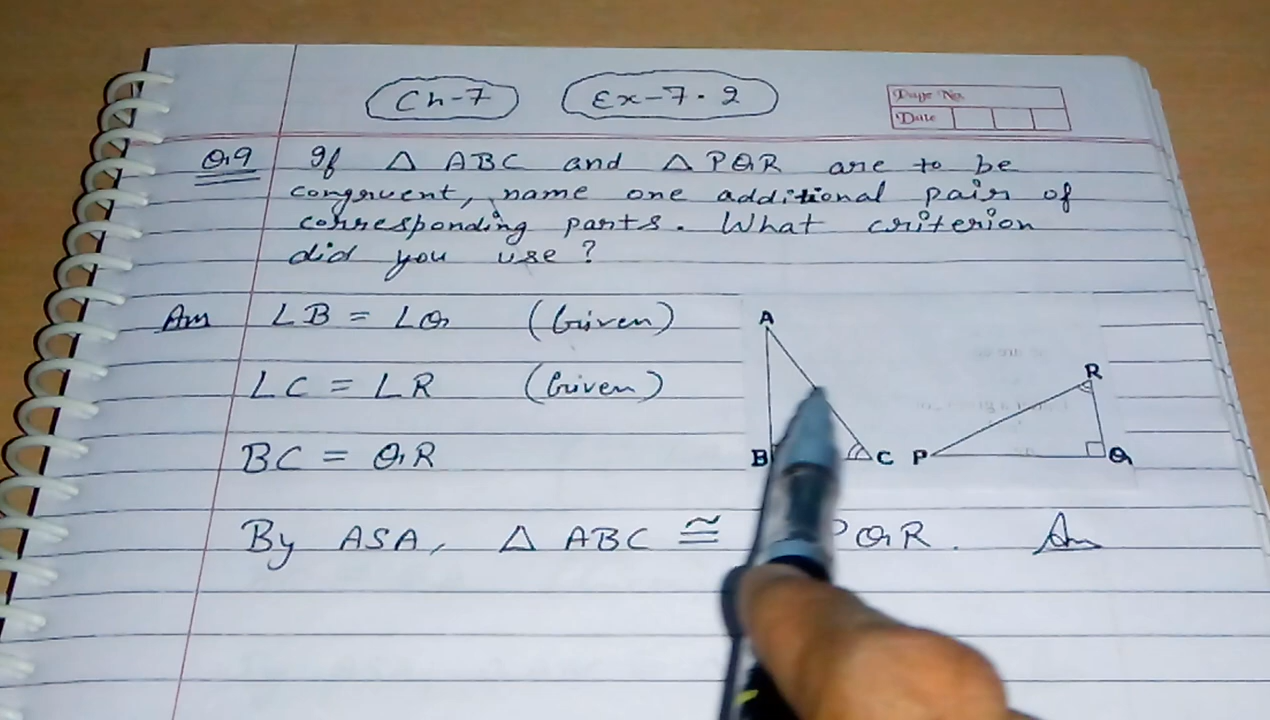 Ch-7 Ex-7.2
Page No.
Date
Q.9 If △ ABC and △ PQR are to be
congruent, name one additional pair of
corresponding parts. What criterion
did you use?
Ans ∠B = ∠Q (Given)
∠C = ∠R (Given)
BC = QR
By ASA, △ ABC ≅ PQR. Ans
A
B C
R
P Q